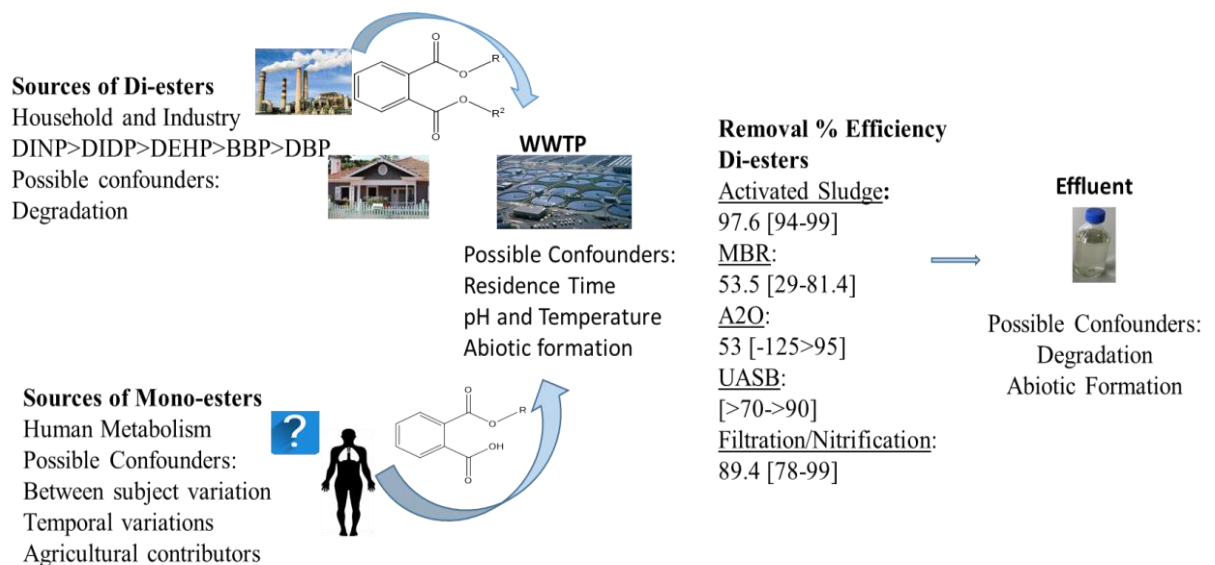 Sources of Di-esters
Household and Industry
DINP>DIDP>DEHP>BBP>DBP
Possible confounders:
Degradation
O
O
R
O
R²
O
WWTP
Possible Confounders:
Residence Time
pH and Temperature
Abiotic formation
Sources of Mono-esters
Human Metabolism
Possible Confounders:
Between subject variation
Temporal variations
Agricultural contributors
?
O
O
R
OH
O
Removal % Efficiency
Di-esters
Activated Sludge:
97.6 [94-99]
MBR:
53.5 [29-81.4]
A2O:
53 [-125>95]
UASB:
[>70->90]
Filtration/Nitrification:
89.4 [78-99]
Effluent
Possible Confounders:
Degradation
Abiotic Formation